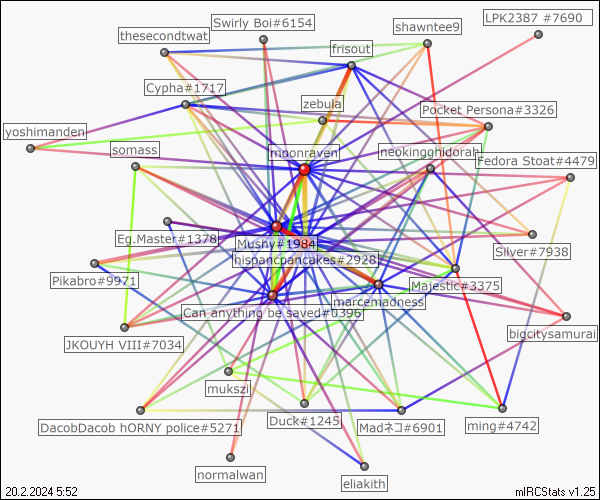 LPK2387 #7690
Swirly Boi#6154
shawntee9
thesecondtwat
frisout
Cypha#1717
zebula
Pocket Persona#3326
yoshimanden
somass
moonraven
neokingghidorah
Fedora Stoat#4479
Eg.Master#1378
Mushy#1984
Silver#7938
hispancpancakes#2928
Pikabro#9971
Majestic#3375
marcemadness
Can anything be saved#0396
bigcitysamurai
JKOUYH VIII#7034
mukszi
DacobDacob hORNY police#5271
Duck#1245
Madネコ#6901
ming#4742
normalwan
eliakith
20.2.2024 5:52
mIRCStats v1.25